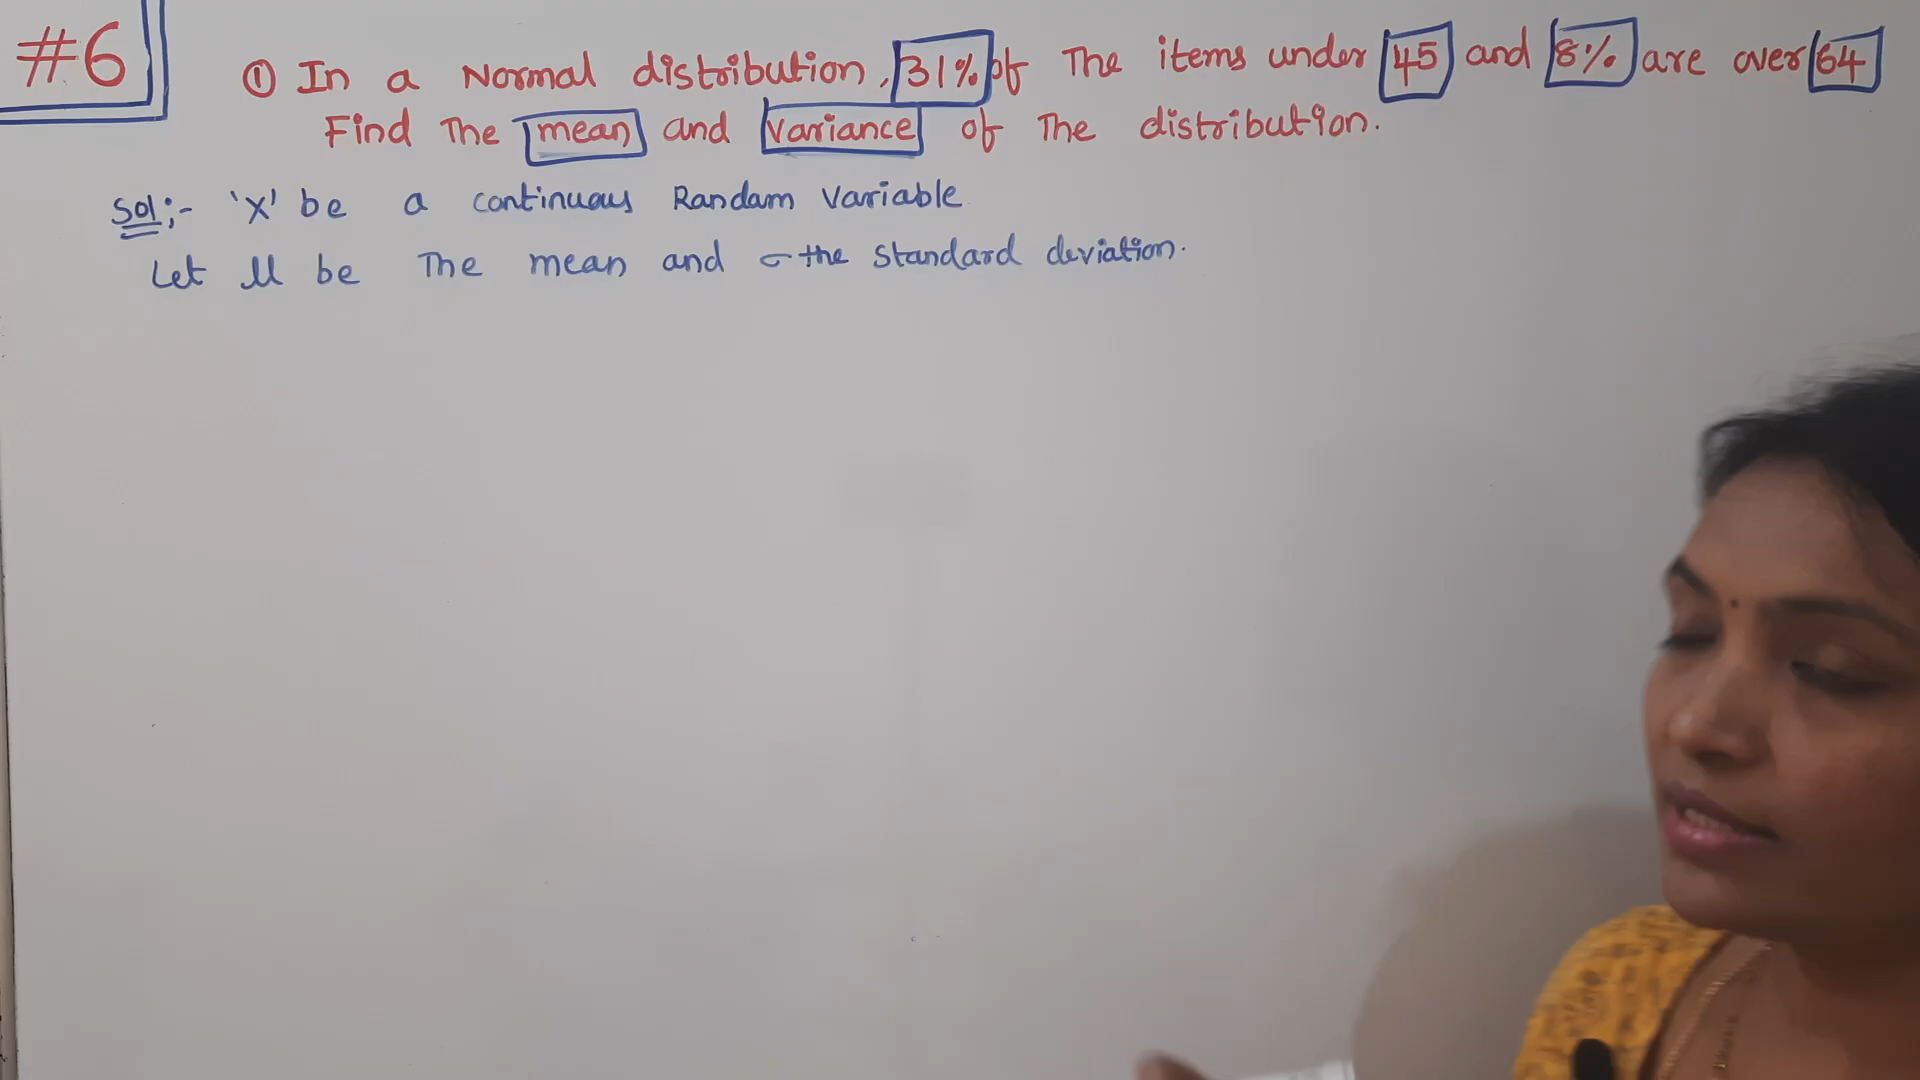 #6
① In a Normal distribution, 31% of The items under 45 and 8% are over 64
Find The mean and variance of The distribution.
Sol:- 'X' be a continuous Randam Variable
Let μ be The mean and σ the Standard deviation.